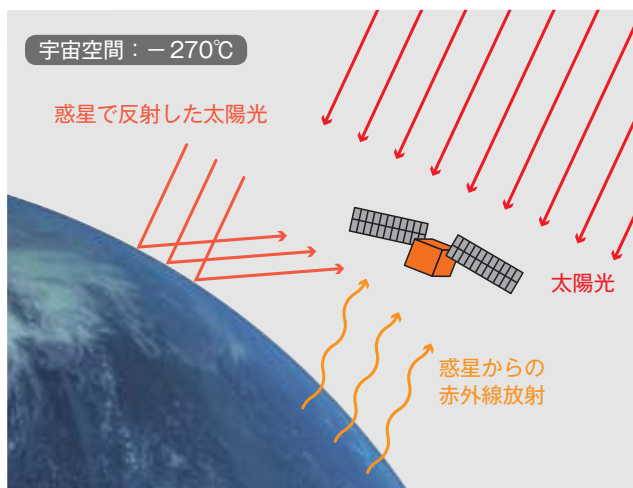 宇宙空間：－270℃
惑星で反射した太陽光
太陽光
惑星からの
赤外線放射